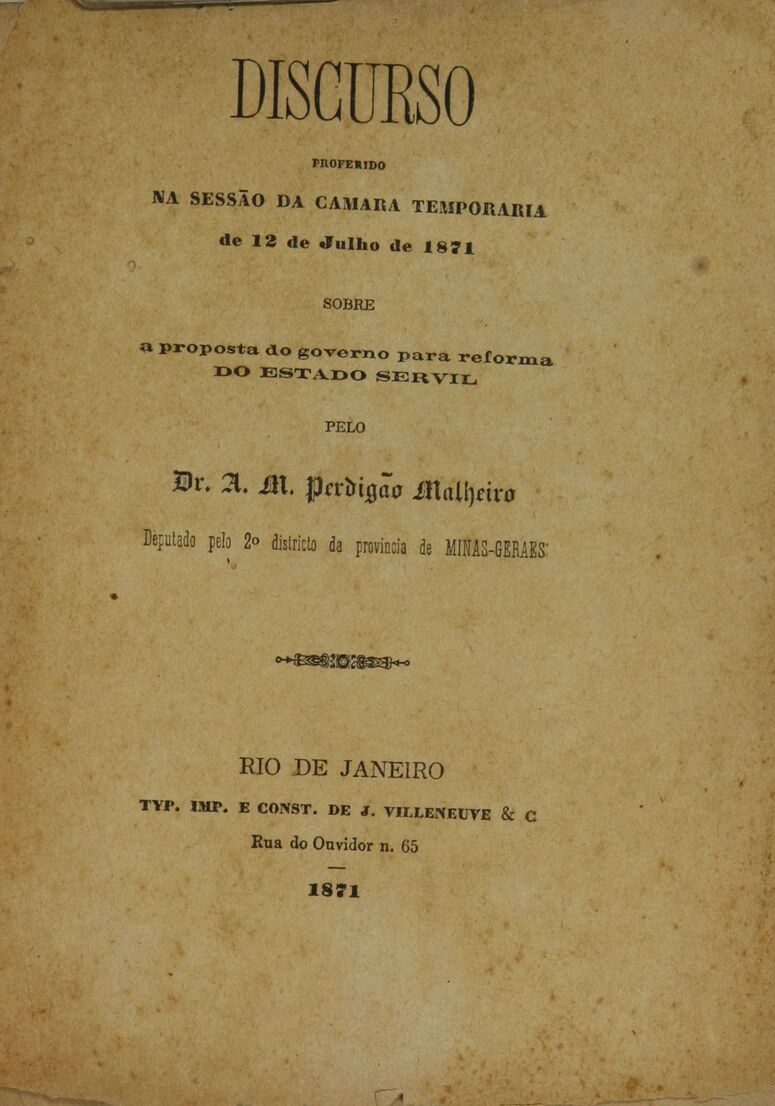 DISCURSO
PROFERIDO
NA SESSÃO DA CAMARA TEMPORARIA
de 12 de Julho de 1871
SOBRE
a proposta do governo para reforma
DO ESTADO SERVIL
PELO
Dr. A. M. Perdigão Malheiro
Deputado pelo 2º districto da provincia de MINAS-GERAES
RIO DE JANEIRO
TYP. IMP. E CONST. DE J. VILLENEUVE & C
Rua do Ouvidor n. 65
1871